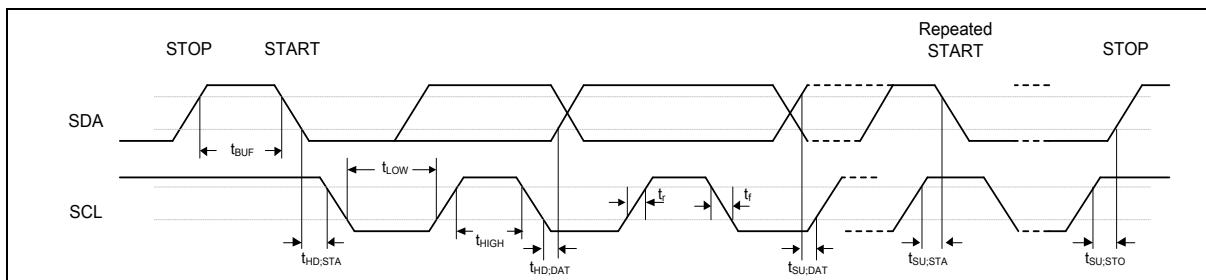 Repeated
STOP START START STOP
SDA
tBUF
tLOW
SCL
tr tf
tHIGH
tHD;STA tHD;DAT tSU;DAT tSU;STA tSU;STO